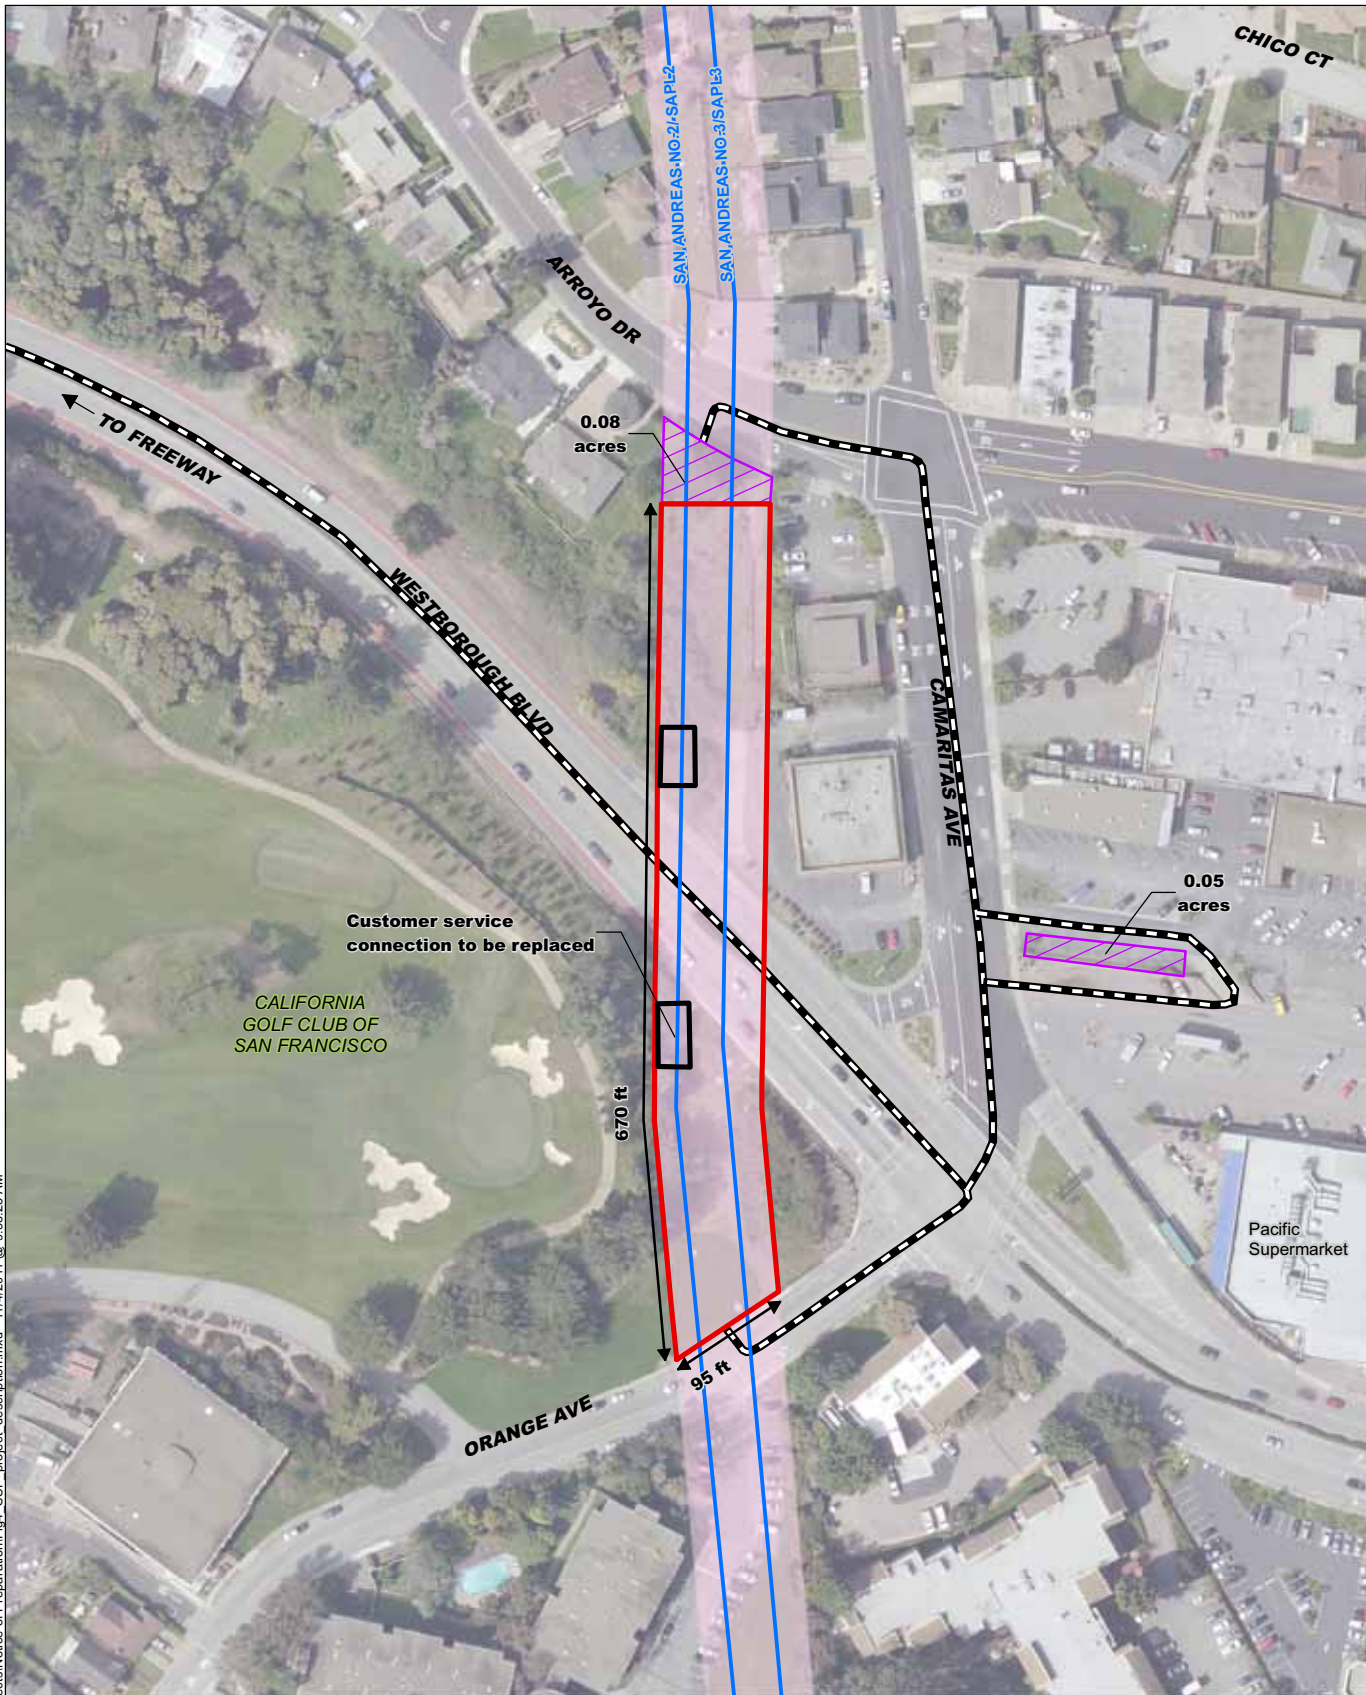 CHICO CT
SAN ANDREAS NO.2/ SAPL2
SAN ANDREAS NO.3/SAPL3
ARROYO DR
0.08
acres
TO FREEWAY
WESTBOROUGH BLVD
CAMARITAS AVE
0.05
acres
Customer service
connection to be replaced
CALIFORNIA
GOLF CLUB OF
SAN FRANCISCO
670 ft
Pacific
Supermarket
95 ft
ORANGE AVE